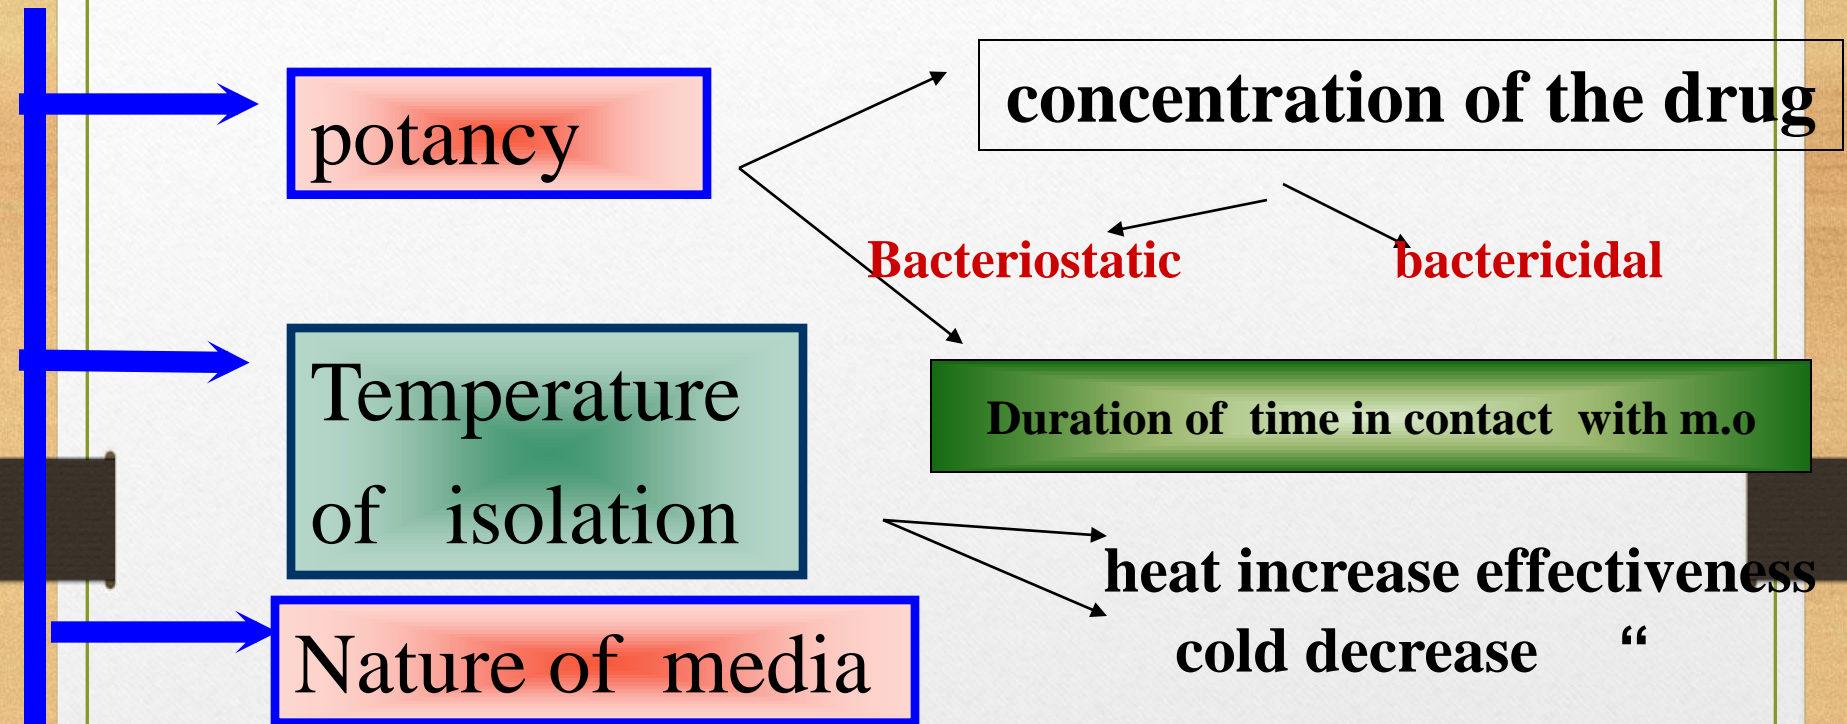 potancy
concentration of the drug
Bacteriostatic
bactericidal
Temperature
of isolation
Duration of time in contact with m.o
heat increase effectiveness
cold decrease “
Nature of media